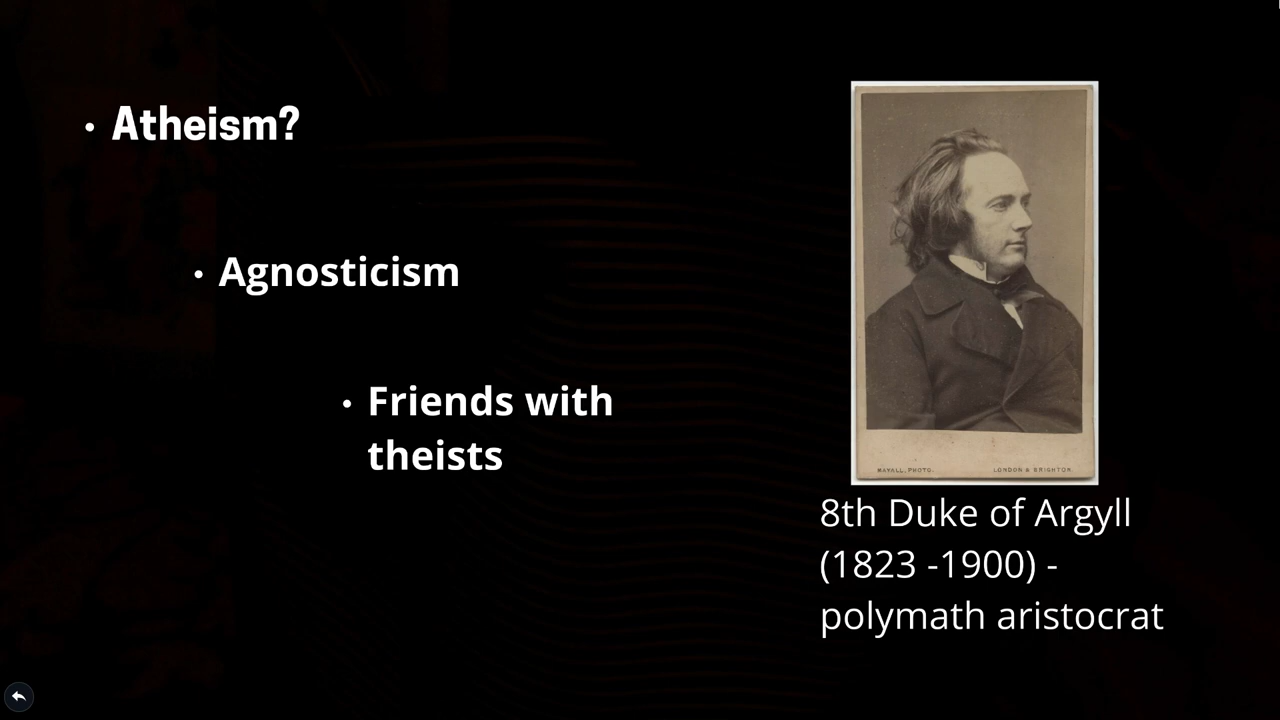 • Atheism?
• Agnosticism
• Friends with
theists
MAYALL, PHOTO.
LONDON & BRIGHTON.
8th Duke of Argyll
(1823 -1900) -
polymath aristocrat